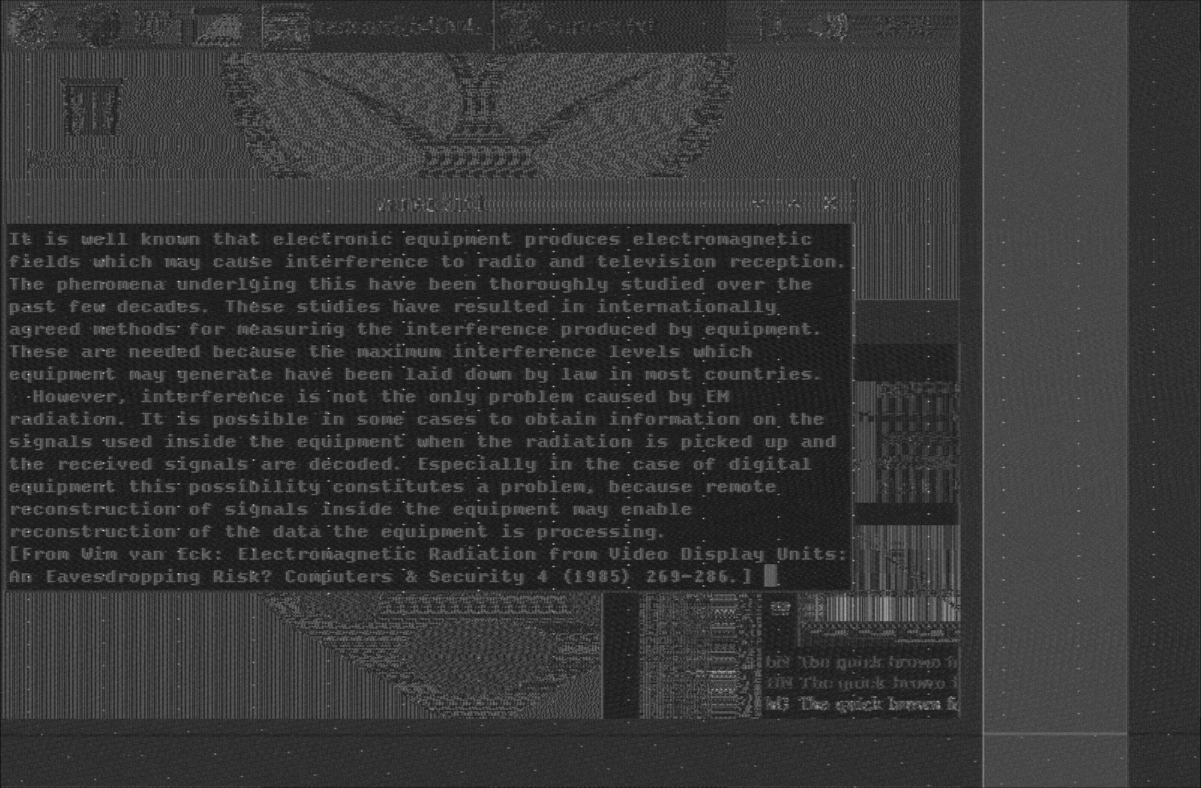 It is well known that electronic equipment produces electromagnetic
fields which may cause interference to radio and television reception.
The phenomena underlying this have been thoroughly studied over the
past few decades. These studies have resulted in internationally
agreed methods for measuring the interference produced by equipment.
These are needed because the maximum interference levels which
equipment may generate have been laid down by law in most countries.
However, interference is not the only problem caused by EM
radiation. It is possible in some cases to obtain information on the
signals used inside the equipment when the radiation is picked up and
the received signals are decoded. Especially in the case of digital
equipment this possibility constitutes a problem, because remote
reconstruction of signals inside the equipment may enable
reconstruction of the data the equipment is processing.
[From Wim van Eck: Electromagnetic Radiation from Video Display Units:
An Eavesdropping Risk? Computers & Security 4 (1985) 269-286.]
The quick brown
The quick brown
The quick brown